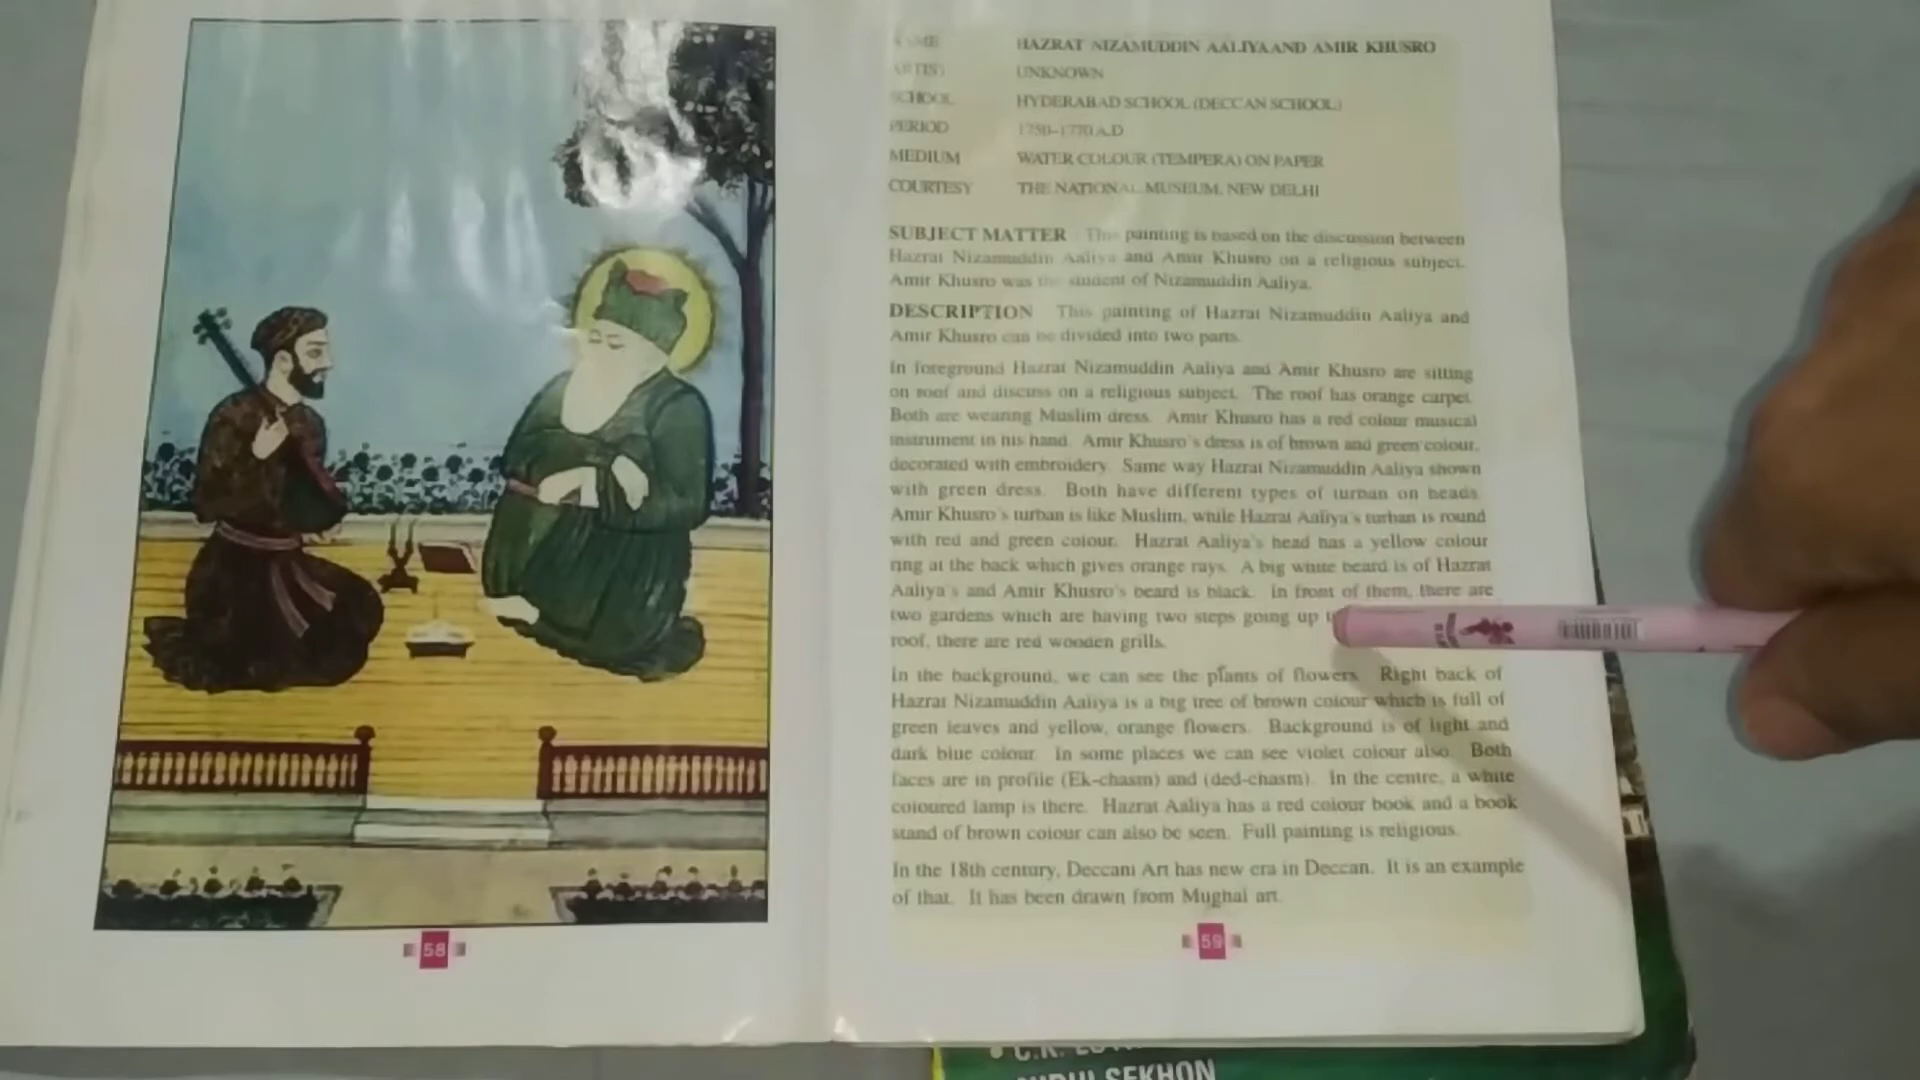 NAME HAZRAT NIZAMUDDIN AALIYA AND AMIR KHUSRO
ARTIST UNKNOWN
SCHOOL HYDERABAD SCHOOL (DECCAN SCHOOL)
PERIOD 1750-1770 A.D
MEDIUM WATER COLOUR (TEMPERA) ON PAPER
COURTESY THE NATIONAL MUSEUM, NEW DELHI
SUBJECT MATTER This painting is based on the discussion between
Hazrat Nizamuddin Aaliya and Amir Khusro on a religious subject.
Amir Khusro was the student of Nizamuddin Aaliya.
DESCRIPTION This painting of Hazrat Nizamuddin Aaliya and
Amir Khusro can be divided into two parts.
In foreground Hazrat Nizamuddin Aaliya and Amir Khusro are sitting
on roof and discuss on a religious subject. The roof has orange carpet.
Both are wearing Muslim dress. Amir Khusro has a red colour musical
instrument in his hand. Amir Khusro's dress is of brown and green colour,
decorated with embroidery. Same way Hazrat Nizamuddin Aaliya shown
with green dress. Both have different types of turban on heads.
Amir Khusro's turban is like Muslim, while Hazrat Aaliya's turban is round
with red and green colour. Hazrat Aaliya's head has a yellow colour
ring at the back which gives orange rays. A big white beard is of Hazrat
Aaliya's and Amir Khusro's beard is black. In front of them, there are
two gardens which are having two steps going up
roof, there are red wooden grills.
In the background, we can see the plants of flowers. Right back of
Hazrat Nizamuddin Aaliya is a big tree of brown colour which is full of
green leaves and yellow, orange flowers. Background is of light and
dark blue colour. In some places we can see violet colour also. Both
faces are in profile (Ek-chasm) and (ded-chasm). In the centre, a white
coloured lamp is there. Hazrat Aaliya has a red colour book and a book
stand of brown colour can also be seen. Full painting is religious.
In the 18th century, Deccani Art has new era in Deccan. It is an example
of that. It has been drawn from Mughal art.
58
59
SEKHON